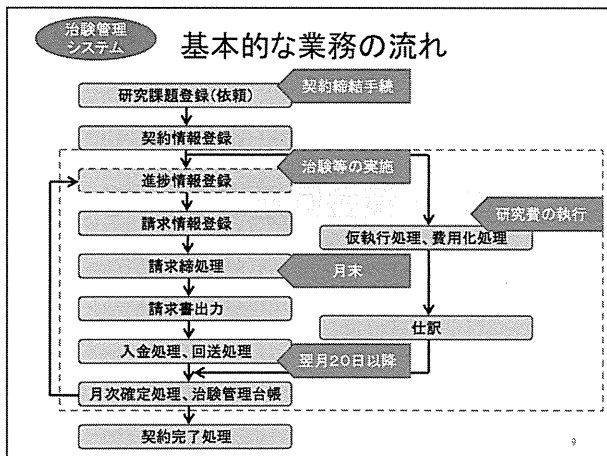 治験管理
システム
基本的な業務の流れ
契約締結手続
研究課題登録(依頼)
契約情報登録
治験等の実施
進捗情報登録
研究費の執行
請求情報登録
仮執行処理、費用化処理
請求締処理
月末
請求書出力
仕訳
入金処理、回送処理
翌月20日以降
月次確定処理、治験管理台帳
契約完了処理
9